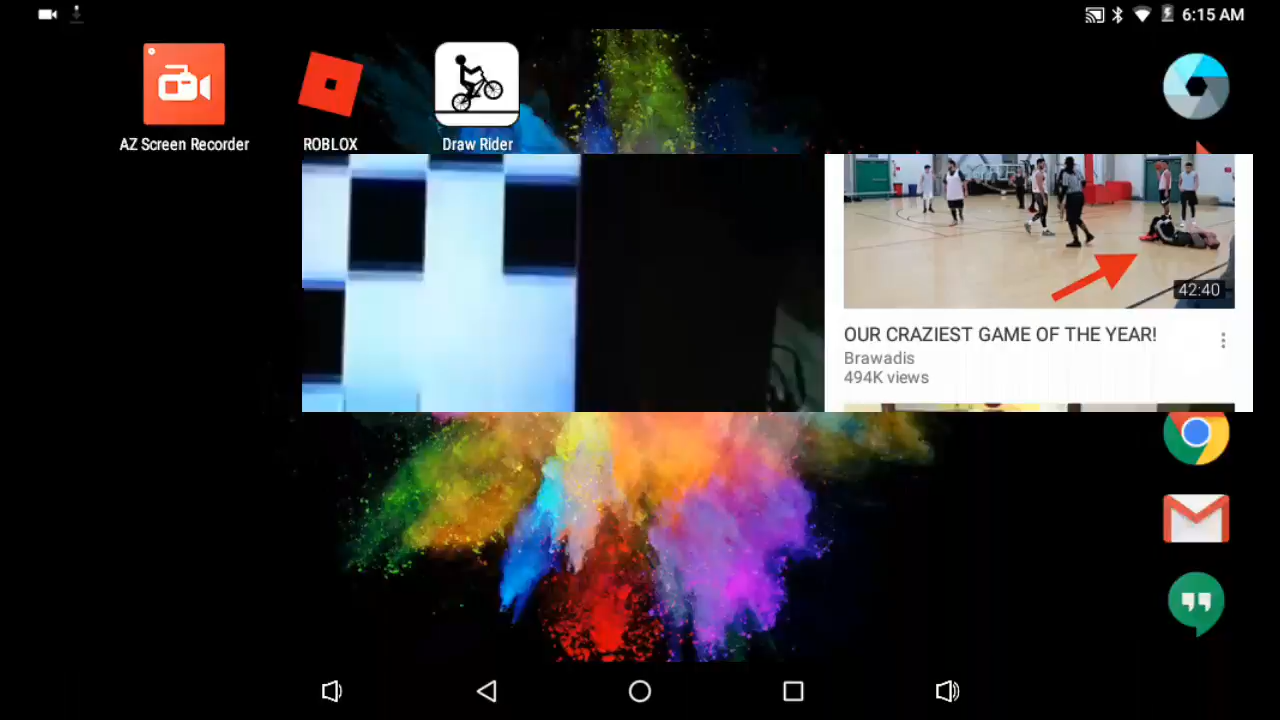 6:15 AM
AZ Screen Recorder
ROBLOX
Draw Rider
42:40
OUR CRAZIEST GAME OF THE YEAR!
Brawadis
494K views